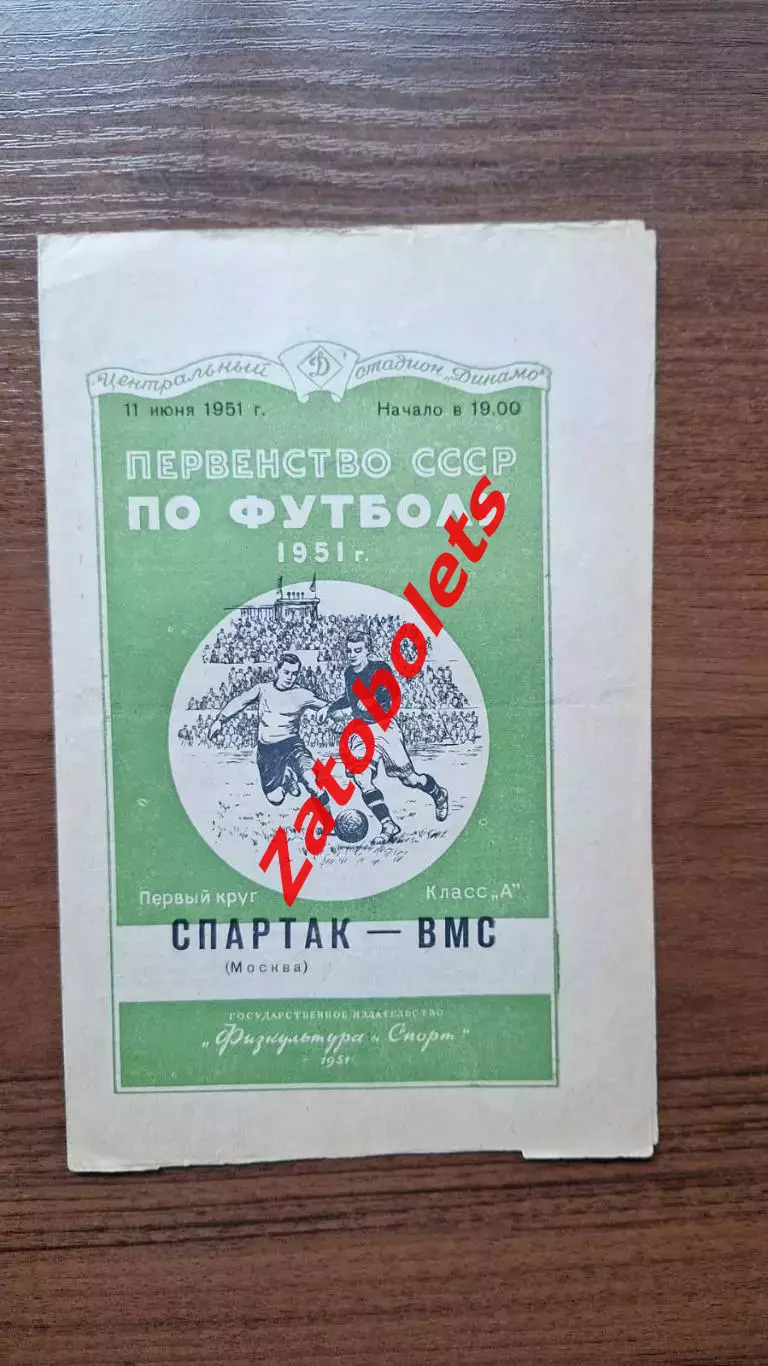 Центральный Д стадион „Динамо"
11 июня 1951 г. Начало в 19.00
ПЕРВЕНСТВО СССР
ПО ФУТБОЛУ
1951 г.
Zatobolets
Первый круг Класс „А"
СПАРТАК — ВМС
(Москва)
ГОСУДАРСТВЕННОЕ ИЗДАТЕЛЬСТВО
„Физкультура и Спорт"
1951